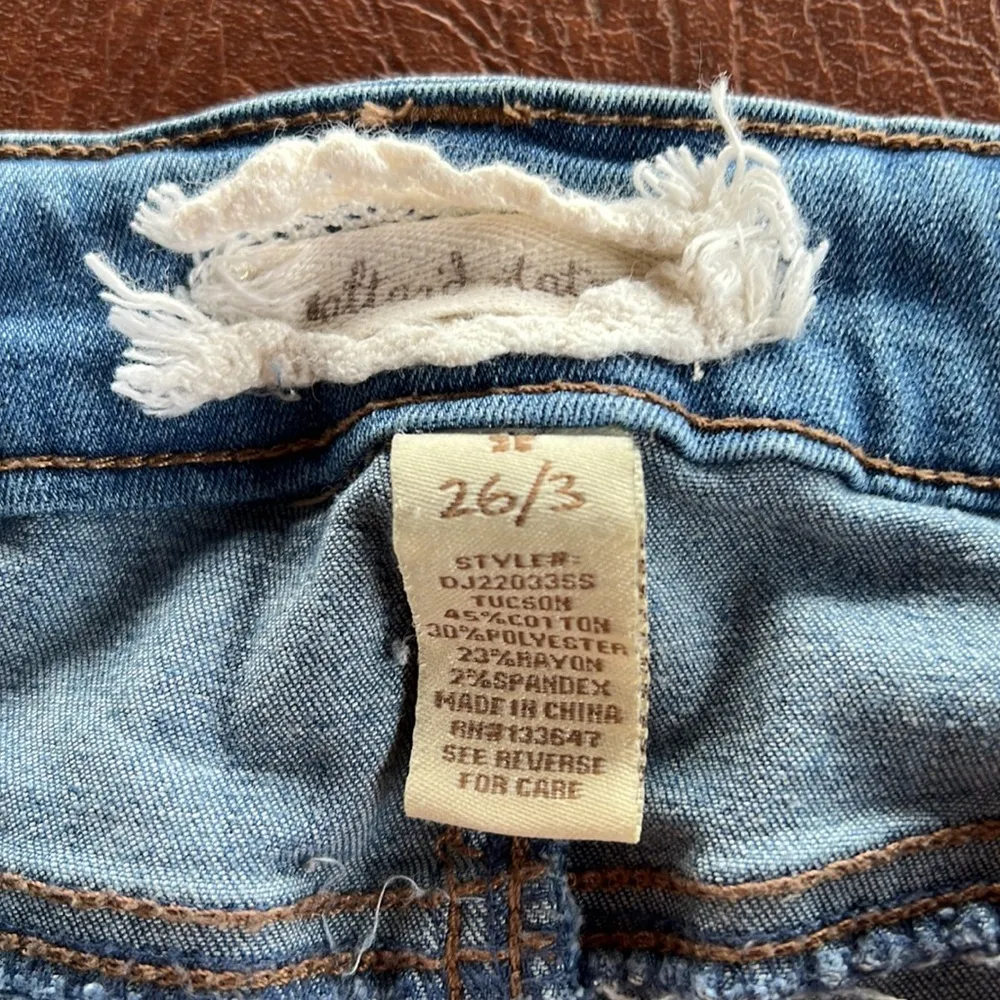 26/3
STYLE#:
DJ22033SS
TUCSON
45%COTTON
30%POLYESTER
23%RAYON
2%SPANDEX
MADE IN CHINA
RN#133647
SEE REVERSE
FOR CARE